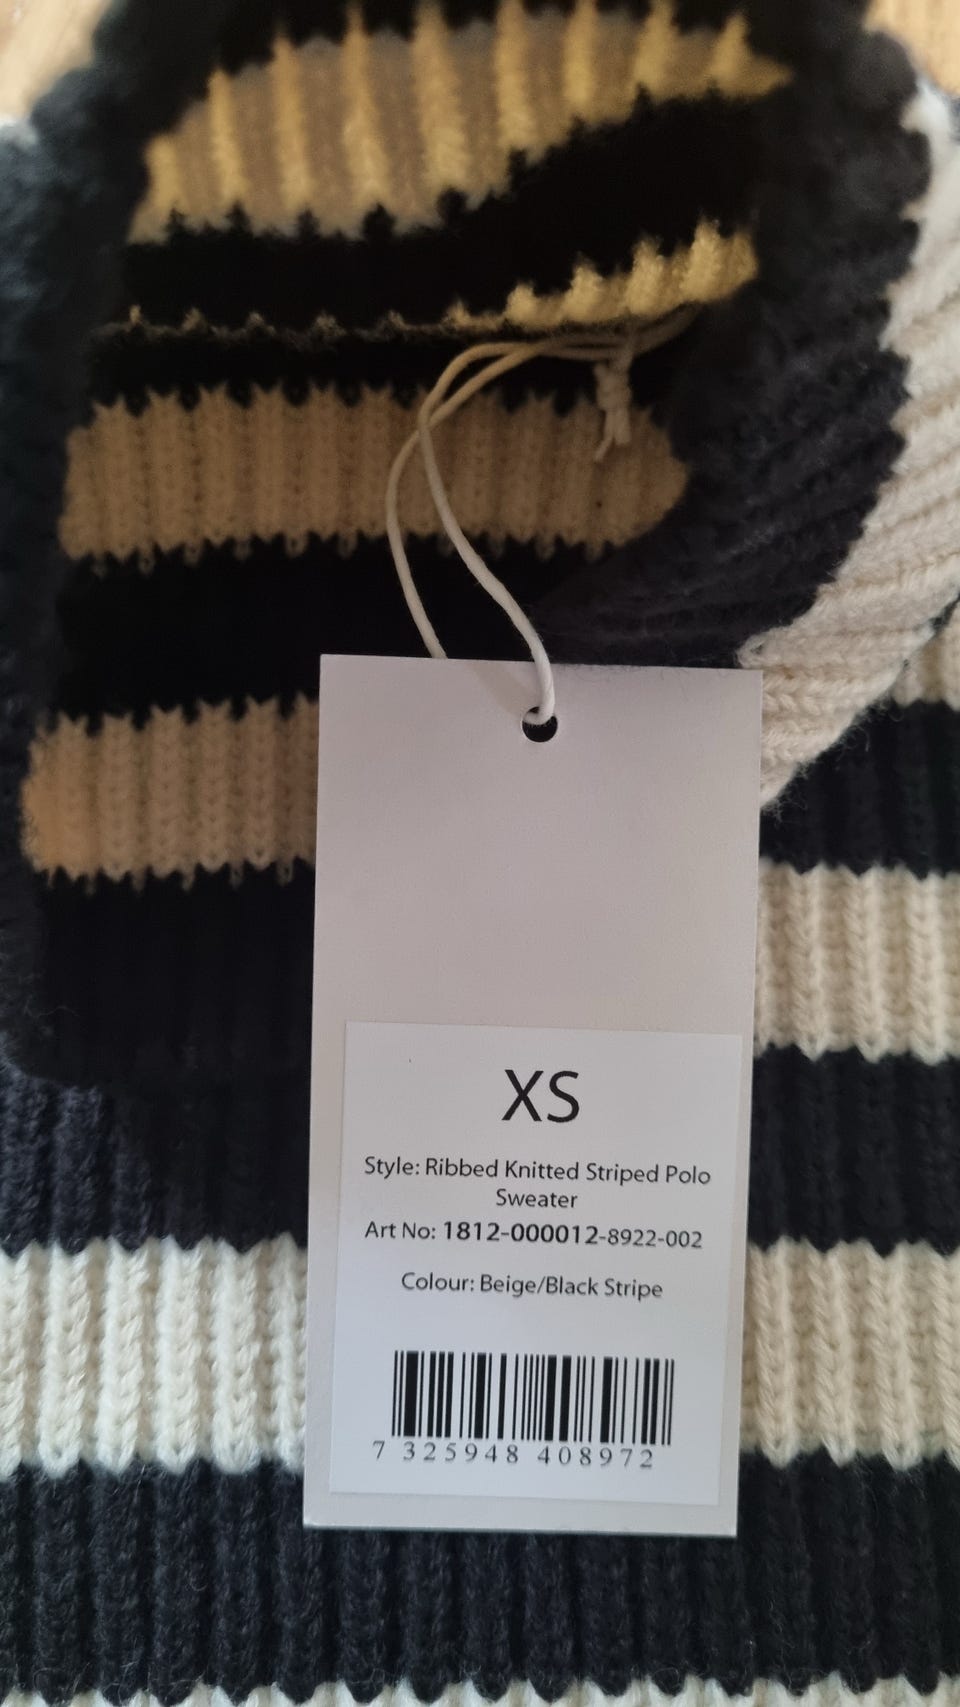 XS
Style: Ribbed Knitted Striped Polo
Sweater
Art No: 1812-000012-8922-002
Colour: Beige/Black Stripe
7 325948 408972